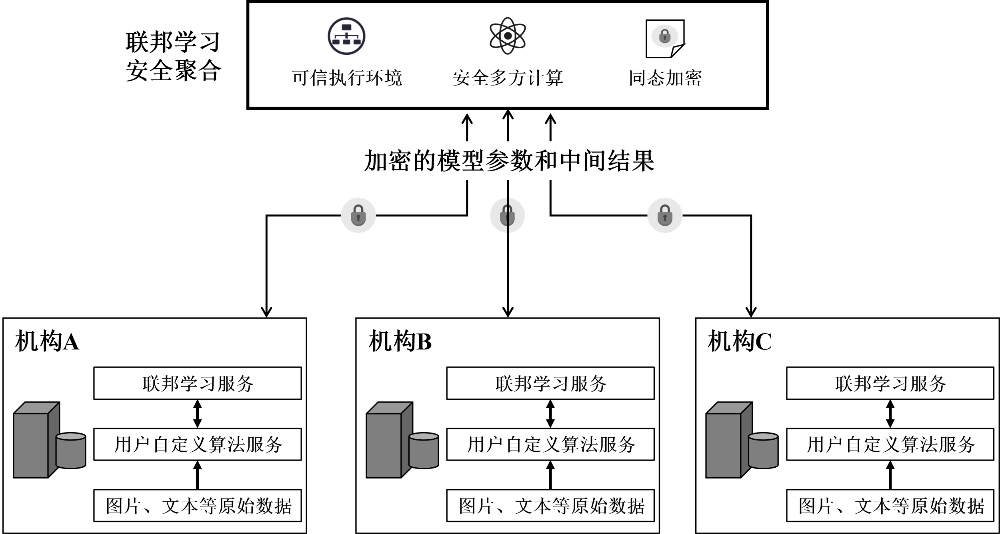 联邦学习
安全聚合
可信执行环境
安全多方计算
同态加密
加密的模型参数和中间结果
机构A
联邦学习服务
用户自定义算法服务
图片、文本等原始数据
机构B
联邦学习服务
用户自定义算法服务
图片、文本等原始数据
机构C
联邦学习服务
用户自定义算法服务
图片、文本等原始数据